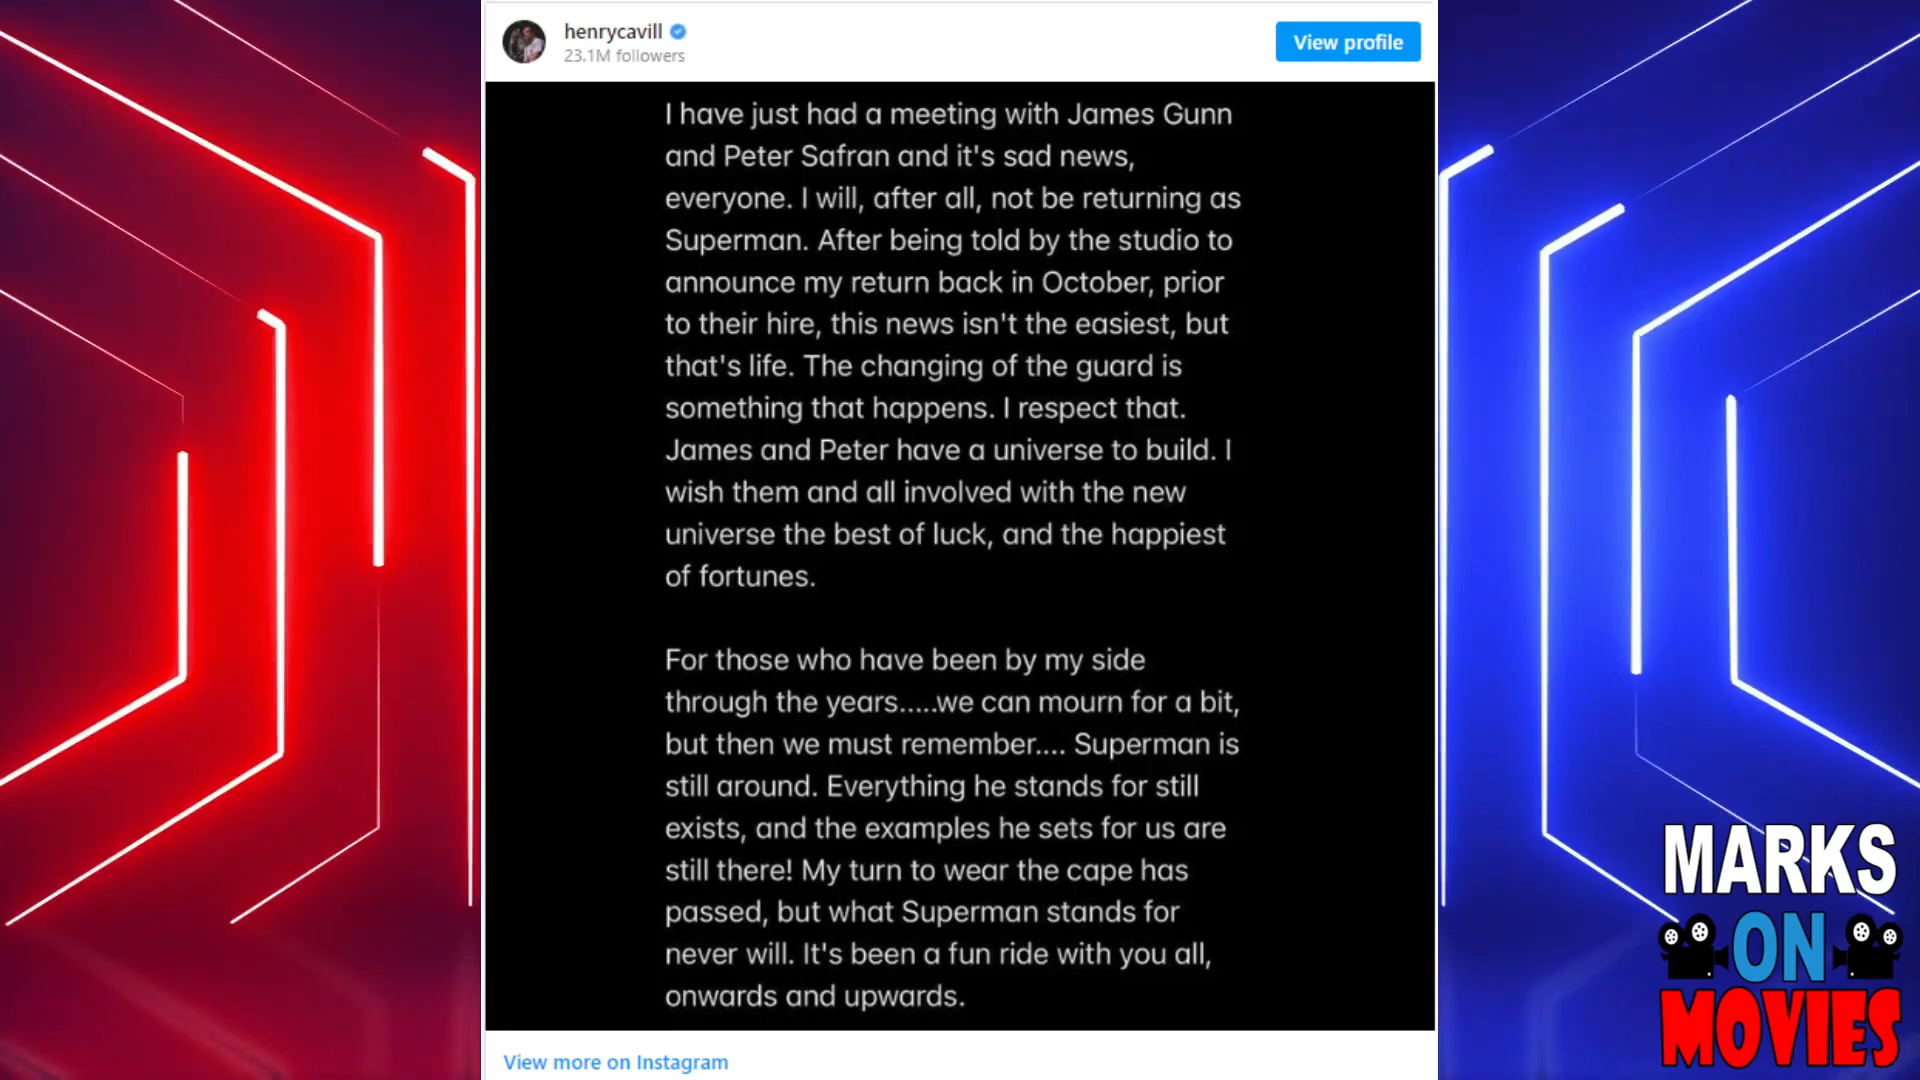 henrycavill
23.1M followers
View profile
I have just had a meeting with James Gunn
and Peter Safran and it's sad news,
everyone. I will, after all, not be returning as
Superman. After being told by the studio to
announce my return back in October, prior
to their hire, this news isn't the easiest, but
that's life. The changing of the guard is
something that happens. I respect that.
James and Peter have a universe to build. I
wish them and all involved with the new
universe the best of luck, and the happiest
of fortunes.
For those who have been by my side
through the years.....we can mourn for a bit,
but then we must remember.... Superman is
still around. Everything he stands for still
exists, and the examples he sets for us are
still there! My turn to wear the cape has
passed, but what Superman stands for
never will. It's been a fun ride with you all,
onwards and upwards.
View more on Instagram
MARKS
ON
MOVIES